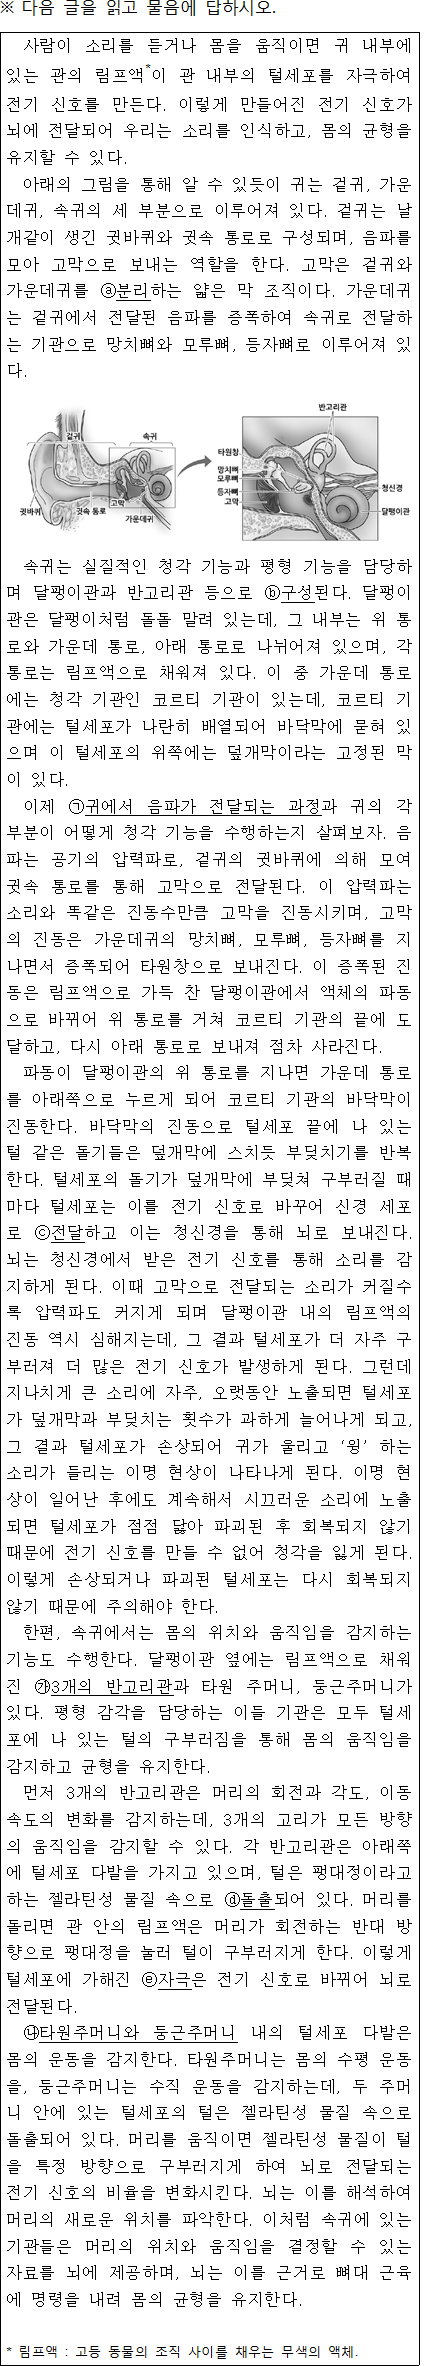 ※ 다음 글을 읽고 물음에 답하시오.
사람이 소리를 듣거나 몸을 움직이면 귀 내부에
있는 관의 림프액*이 관 내부의 털세포를 자극하여
전기 신호를 만든다. 이렇게 만들어진 전기 신호가
뇌에 전달되어 우리는 소리를 인식하고, 몸의 균형을
유지할 수 있다.
아래의 그림을 통해 알 수 있듯이 귀는 겉귀, 가운
데귀, 속귀의 세 부분으로 이루어져 있다. 겉귀는 날
개같이 생긴 귓바퀴와 귓속 통로로 구성되며, 음파를
모아 고막으로 보내는 역할을 한다. 고막은 겉귀와
가운데귀를 ⓐ분리하는 얇은 막 조직이다. 가운데귀
는 겉귀에서 전달된 음파를 증폭하여 속귀로 전달하
는 기관으로 망치뼈와 모루뼈, 등자뼈로 이루어져 있
다.
겉귀
속귀
귓바퀴
귓속 통로
고막
가운데귀
반고리관
타원창
망치뼈
모루뼈
등자뼈
고막
청신경
달팽이관
속귀는 실질적인 청각 기능과 평형 기능을 담당하
며 달팽이관과 반고리관 등으로 ⓑ구성된다. 달팽이
관은 달팽이처럼 돌돌 말려 있는데, 그 내부는 위 통
로와 가운데 통로, 아래 통로로 나뉘어져 있으며, 각
통로는 림프액으로 채워져 있다. 이 중 가운데 통로
에는 청각 기관인 코르티 기관이 있는데, 코르티 기
관에는 털세포가 나란히 배열되어 바닥막에 묻혀 있
으며 이 털세포의 위쪽에는 덮개막이라는 고정된 막
이 있다.
이제 ㉠귀에서 음파가 전달되는 과정과 귀의 각
부분이 어떻게 청각 기능을 수행하는지 살펴보자. 음
파는 공기의 압력파로, 겉귀의 귓바퀴에 의해 모여
귓속 통로를 통해 고막으로 전달된다. 이 압력파는
소리와 똑같은 진동수만큼 고막을 진동시키며, 고막
의 진동은 가운데귀의 망치뼈, 모루뼈, 등자뼈를 지
나면서 증폭되어 타원창으로 보내진다. 이 증폭된 진
동은 림프액으로 가득 찬 달팽이관에서 액체의 파동
으로 바뀌어 위 통로를 거쳐 코르티 기관의 끝에 도
달하고, 다시 아래 통로로 보내져 점차 사라진다.
파동이 달팽이관의 위 통로를 지나면 가운데 통로
를 아래쪽으로 누르게 되어 코르티 기관의 바닥막이
진동한다. 바닥막의 진동으로 털세포 끝에 나 있는
털 같은 돌기들은 덮개막에 스치듯 부딪치기를 반복
한다. 털세포의 돌기가 덮개막에 부딪쳐 구부러질 때
마다 털세포는 이를 전기 신호로 바꾸어 신경 세포
로 ⓒ전달하고 이는 청신경을 통해 뇌로 보내진다.
뇌는 청신경에서 받은 전기 신호를 통해 소리를 감
지하게 된다. 이때 고막으로 전달되는 소리가 커질수
록 압력파도 커지게 되며 달팽이관 내의 림프액의
진동 역시 심해지는데, 그 결과 털세포가 더 자주 구
부러져 더 많은 전기 신호가 발생하게 된다. 그런데
지나치게 큰 소리에 자주, 오랫동안 노출되면 털세포
가 덮개막과 부딪치는 횟수가 과하게 늘어나게 되고,
그 결과 털세포가 손상되어 귀가 울리고 ‘윙’ 하는
소리가 들리는 이명 현상이 나타나게 된다. 이명 현
상이 일어난 후에도 계속해서 시끄러운 소리에 노출
되면 털세포가 점점 닳아 파괴된 후 회복되지 않기
때문에 전기 신호를 만들 수 없어 청각을 잃게 된다.
이렇게 손상되거나 파괴된 털세포는 다시 회복되지
않기 때문에 주의해야 한다.
한편, 속귀에서는 몸의 위치와 움직임을 감지하는
기능도 수행한다. 달팽이관 옆에는 림프액으로 채워
진 ㉮3개의 반고리관과 타원 주머니, 둥근주머니가
있다. 평형 감각을 담당하는 이들 기관은 모두 털세
포에 나 있는 털의 구부러짐을 통해 몸의 움직임을
감지하고 균형을 유지한다.
먼저 3개의 반고리관은 머리의 회전과 각도, 이동
속도의 변화를 감지하는데, 3개의 고리가 모든 방향
의 움직임을 감지할 수 있다. 각 반고리관은 아래쪽
에 털세포 다발을 가지고 있으며, 털은 팽대정이라고
하는 젤라틴성 물질 속으로 ⓓ돌출되어 있다. 머리를
돌리면 관 안의 림프액은 머리가 회전하는 반대 방
향으로 팽대정을 눌러 털이 구부러지게 한다. 이렇게
털세포에 가해진 ⓔ자극은 전기 신호로 바뀌어 뇌로
전달된다.
㉯타원주머니와 둥근주머니 내의 털세포 다발은
몸의 운동을 감지한다. 타원주머니는 몸의 수평 운동
을, 둥근주머니는 수직 운동을 감지하는데, 두 주머
니 안에 있는 털세포의 털은 젤라틴성 물질 속으로
돌출되어 있다. 머리를 움직이면 젤라틴성 물질이 털
을 특정 방향으로 구부러지게 하여 뇌로 전달되는
전기 신호의 비율을 변화시킨다. 뇌는 이를 해석하여
머리의 새로운 위치를 파악한다. 이처럼 속귀에 있는
기관들은 머리의 위치와 움직임을 결정할 수 있는
자료를 뇌에 제공하며, 뇌는 이를 근거로 뼈대 근육
에 명령을 내려 몸의 균형을 유지한다.
* 림프액 : 고등 동물의 조직 사이를 채우는 무색의 액체.